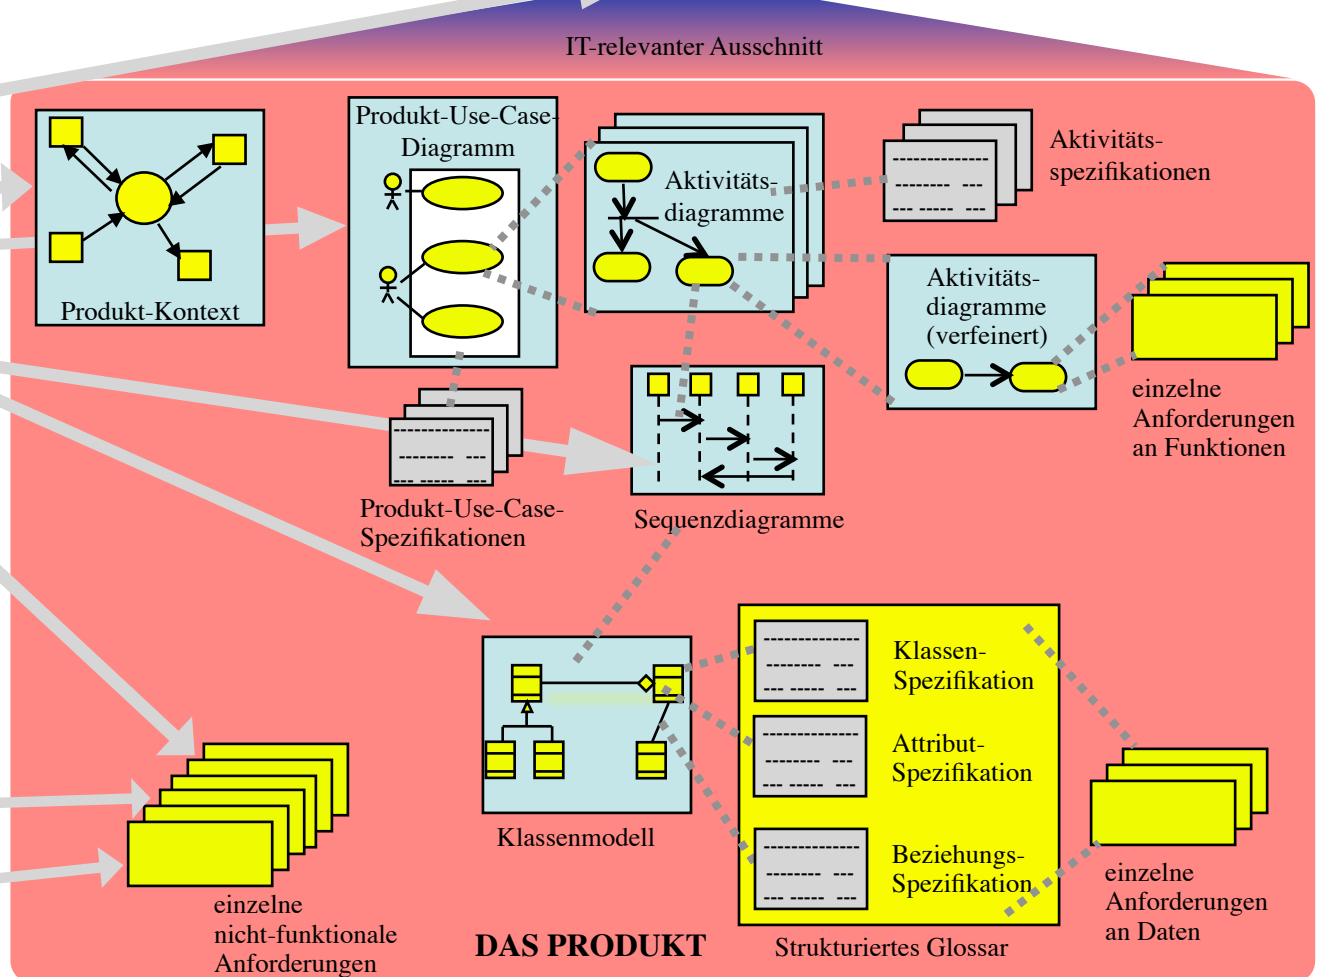 IT-relevanter Ausschnitt
Produkt-Kontext
Produkt-Use-Case-
Diagramm
Aktivitäts-
diagramme
Aktivitäts-
spezifikationen
Aktivitäts-
diagramme
(verfeinert)
einzelne
Anforderungen
an Funktionen
Produkt-Use-Case-
Spezifikationen
Sequenzdiagramme
Klassenmodell
Klassen-
Spezifikation
Attribut-
Spezifikation
Beziehungs-
Spezifikation
Strukturiertes Glossar
einzelne
Anforderungen
an Daten
einzelne
nicht-funktionale
Anforderungen
DAS PRODUKT